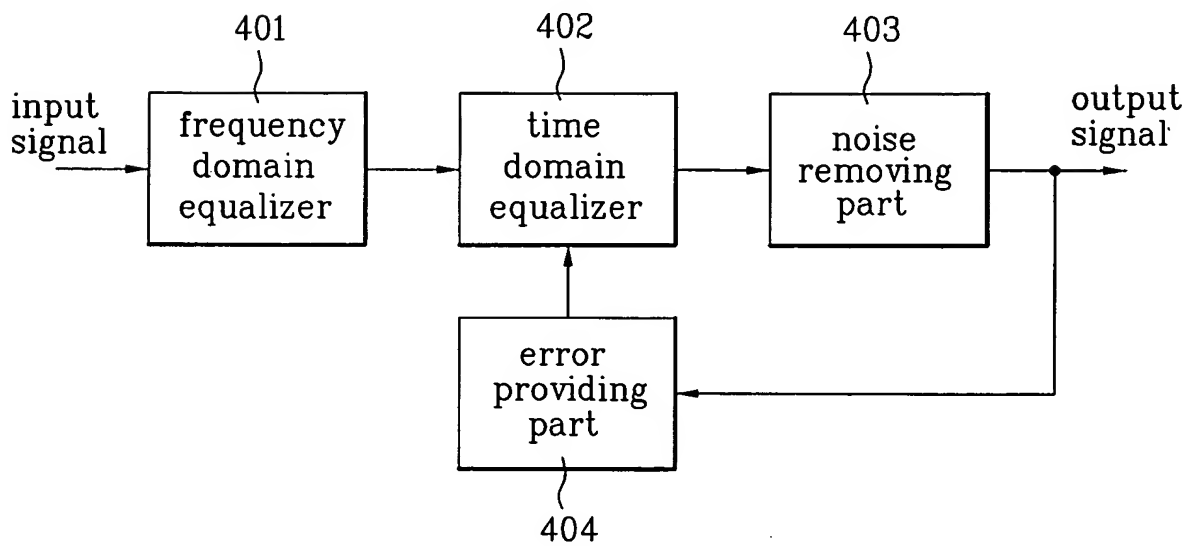 401
402
403
input
signal
frequency
domain
equalizer
time
domain
equalizer
noise
removing
part
output
signal
error
providing
part
404